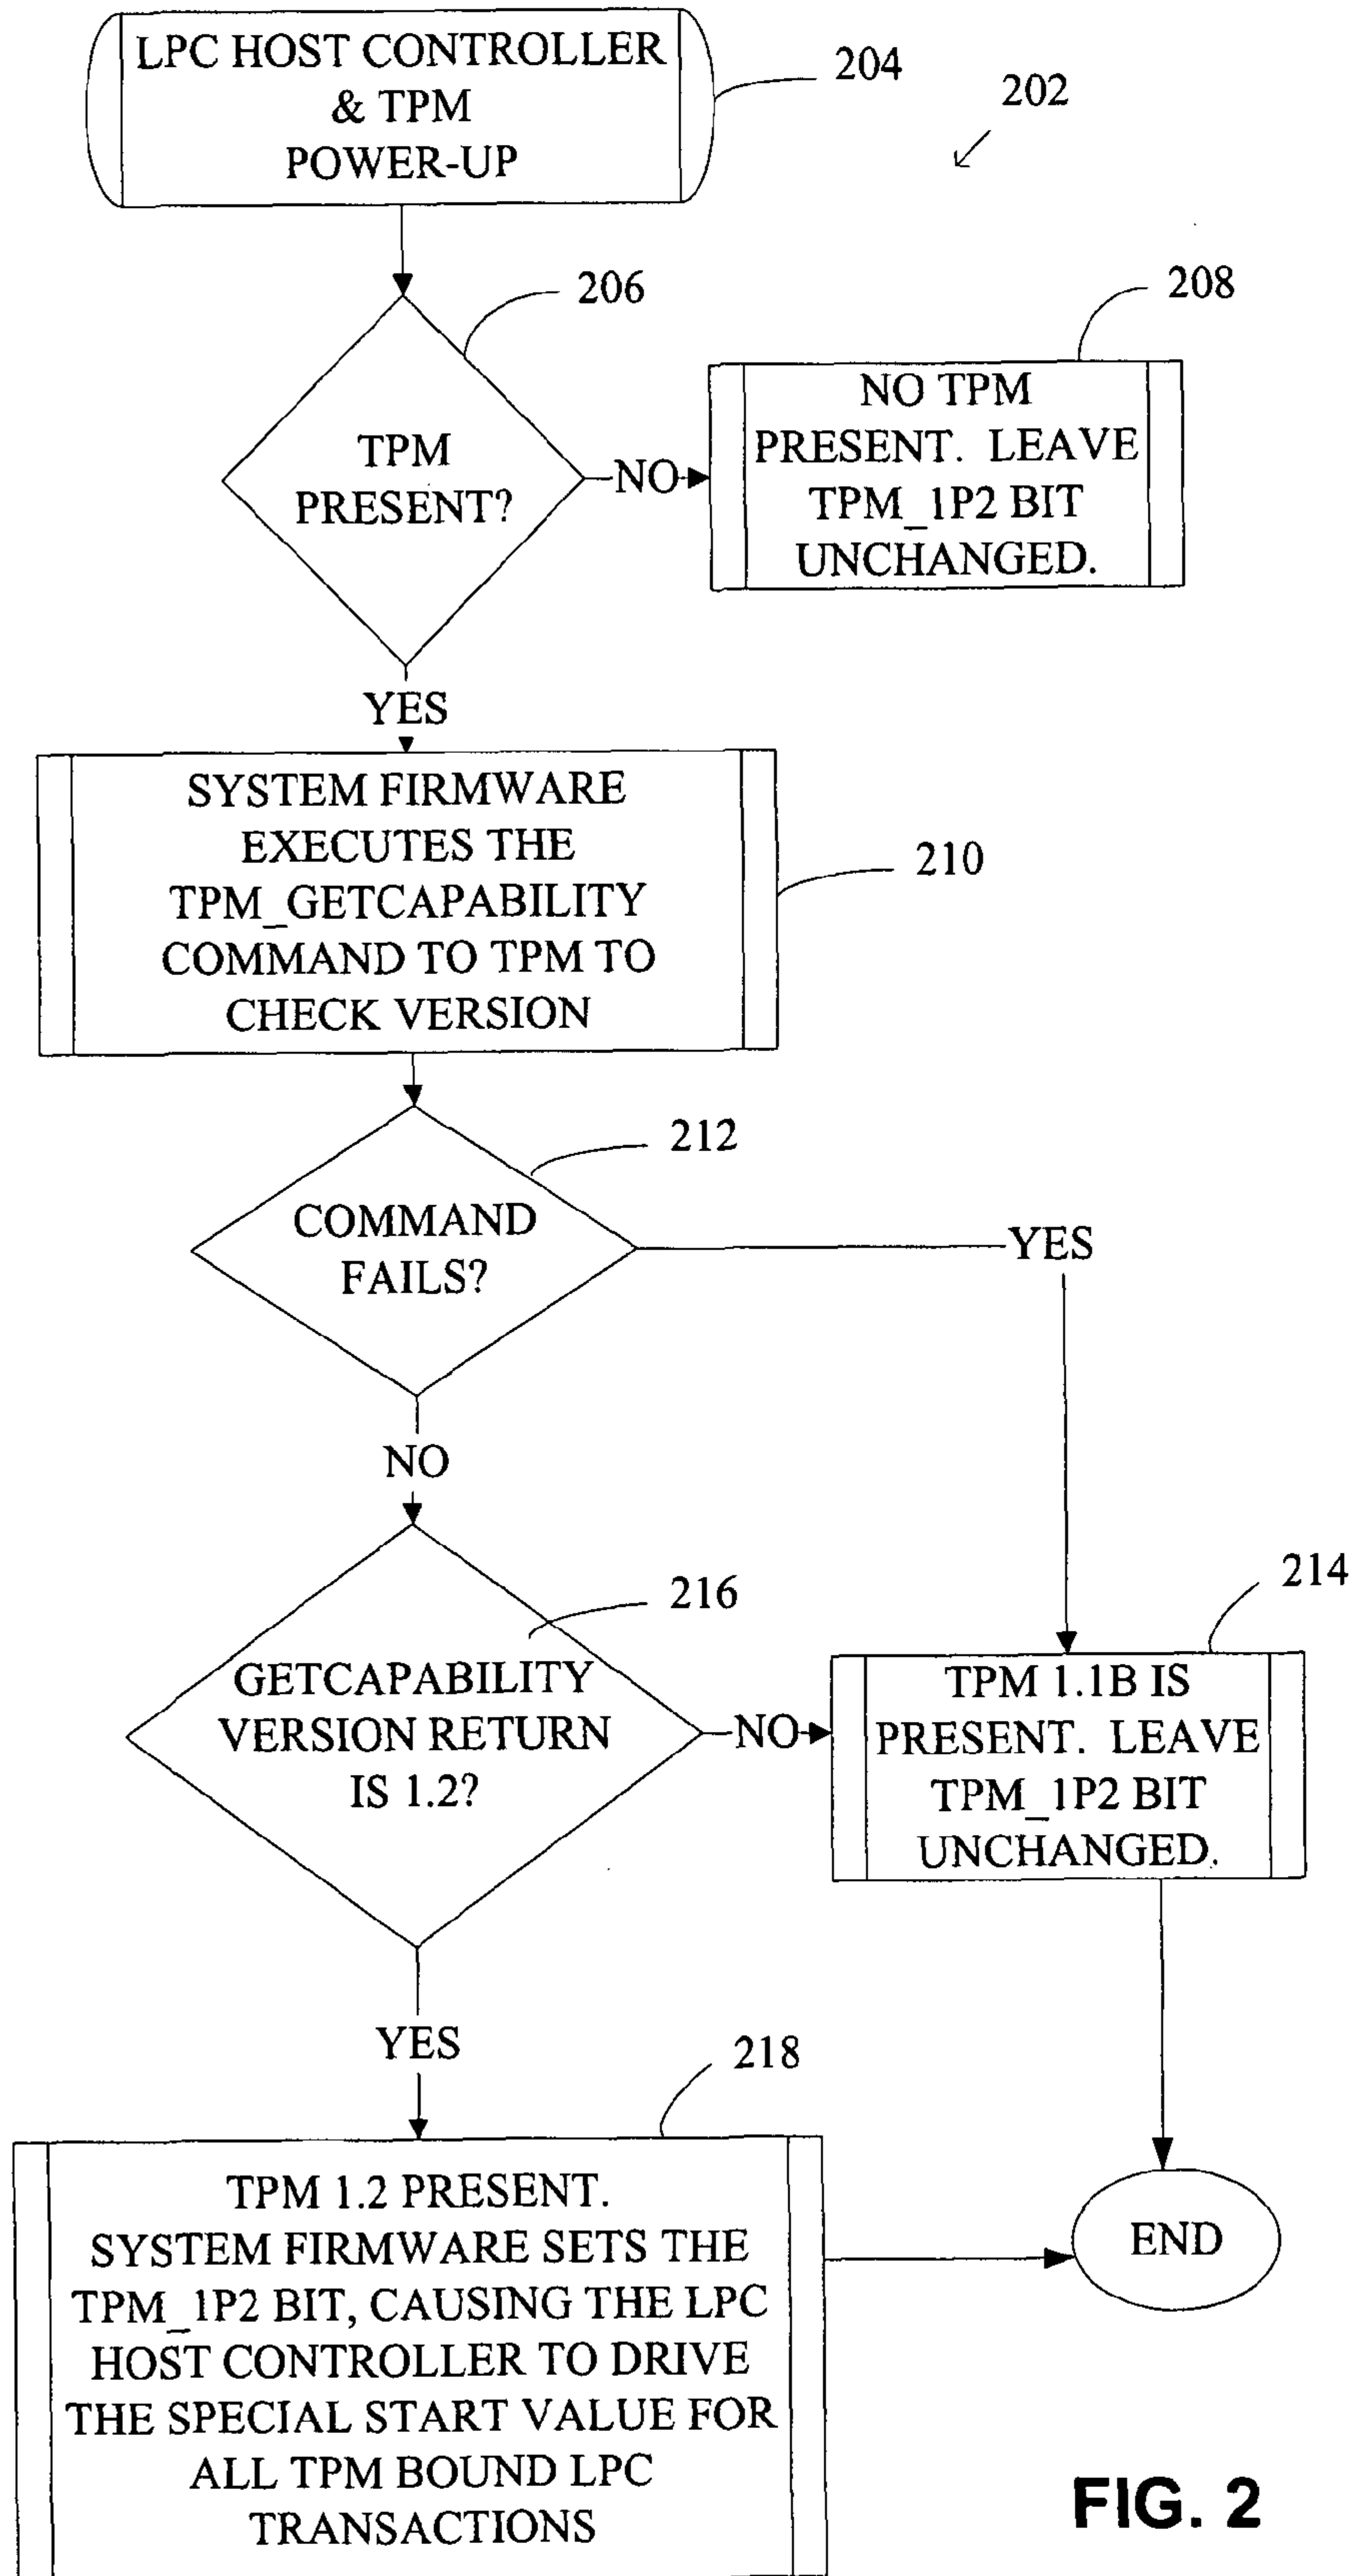 LPC HOST CONTROLLER
& TPM
POWER-UP
204
202
206
208
TPM
PRESENT?
NO
NO TPM
PRESENT. LEAVE
TPM_1P2 BIT
UNCHANGED.
YES
SYSTEM FIRMWARE
EXECUTES THE
TPM_GETCAPABILITY
COMMAND TO TPM TO
CHECK VERSION
210
212
COMMAND
FAILS?
YES
NO
216
214
GETCAPABILITY
VERSION RETURN
IS 1.2?
NO
TPM 1.1B IS
PRESENT. LEAVE
TPM_1P2 BIT
UNCHANGED.
YES
218
TPM 1.2 PRESENT.
SYSTEM FIRMWARE SETS THE
TPM_1P2 BIT, CAUSING THE LPC
HOST CONTROLLER TO DRIVE
THE SPECIAL START VALUE FOR
ALL TPM BOUND LPC
TRANSACTIONS
END
FIG. 2